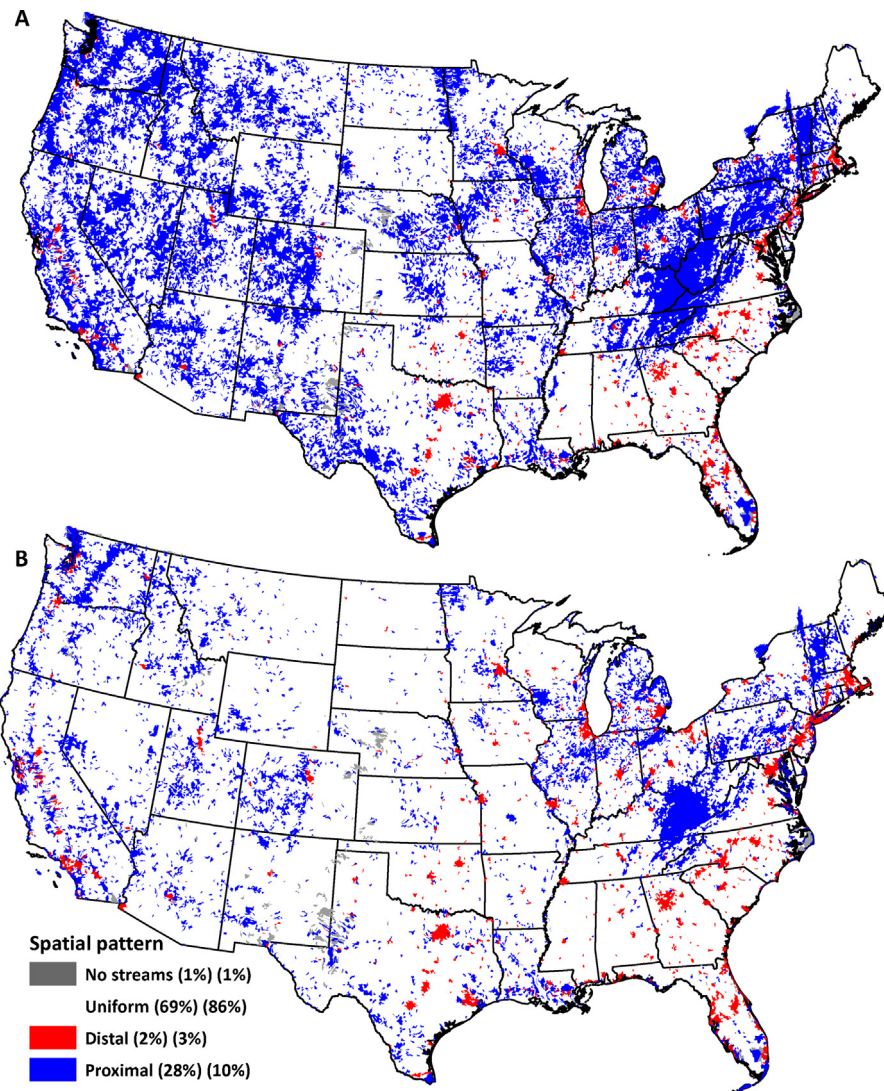 A
B
Spatial pattern
No streams (1%) (1%)
Uniform (69%) (86%)
Distal (2%) (3%)
Proximal (28%) (10%)